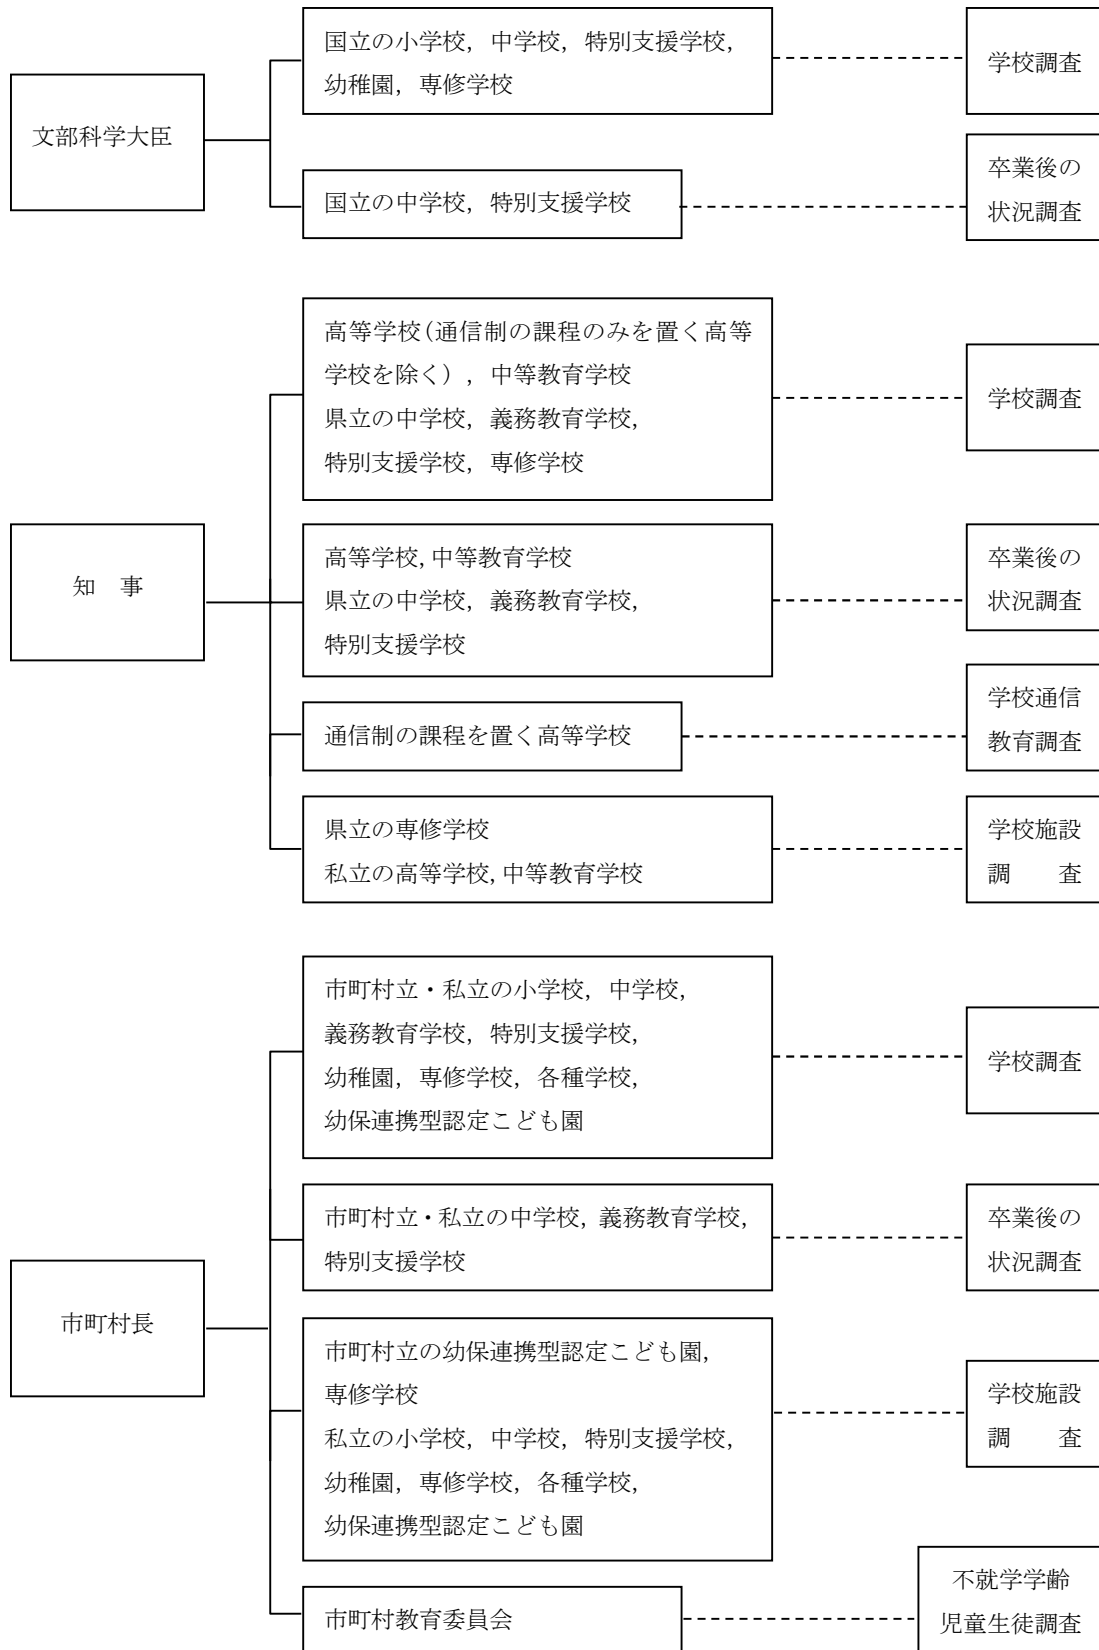 国立の小学校，中学校，特別支援学校，
幼稚園，専修学校
学校調査
文部科学大臣
国立の中学校，特別支援学校
卒業後の
状況調査
高等学校(通信制の課程のみを置く高等
学校を除く），中等教育学校
県立の中学校，義務教育学校，
特別支援学校，専修学校
学校調査
知　事
高等学校,中等教育学校
県立の中学校，義務教育学校，
特別支援学校
卒業後の
状況調査
通信制の課程を置く高等学校
学校通信
教育調査
県立の専修学校
私立の高等学校,中等教育学校
学校施設
調　　査
市町村立・私立の小学校，中学校，
義務教育学校，特別支援学校，
幼稚園，専修学校，各種学校，
幼保連携型認定こども園
学校調査
市町村立・私立の中学校，義務教育学校，
特別支援学校
卒業後の
状況調査
市町村長
市町村立の幼保連携型認定こども園，
専修学校
私立の小学校，中学校，特別支援学校，
幼稚園，専修学校，各種学校，
幼保連携型認定こども園
学校施設
調　　査
市町村教育委員会
不就学学齢
児童生徒調査